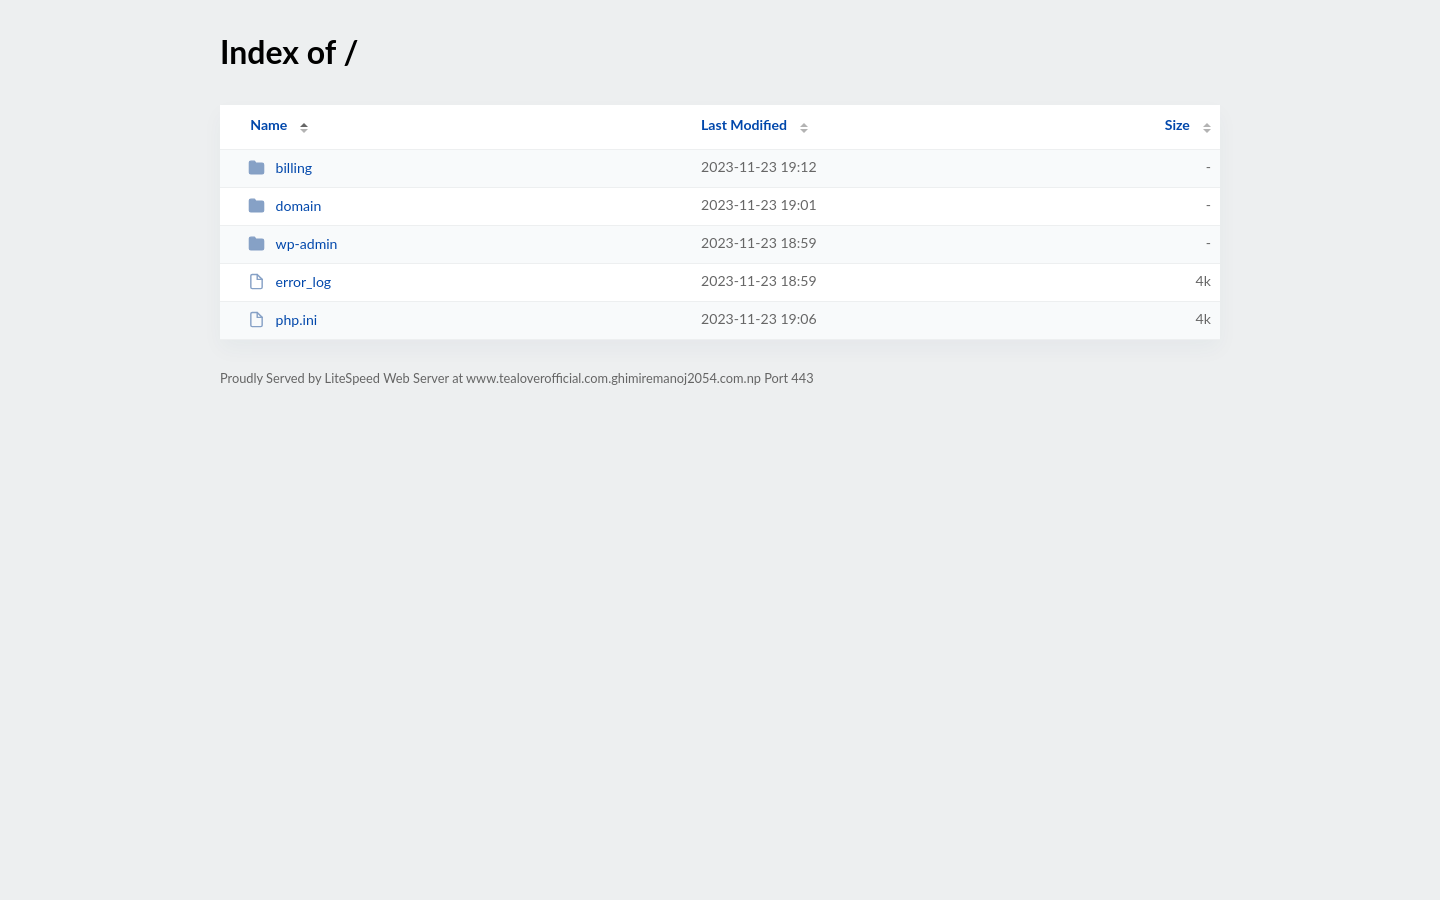 Index of /
Name Last Modified Size
billing 2023-11-23 19:12 -
domain 2023-11-23 19:01 -
wp-admin 2023-11-23 18:59 -
error_log 2023-11-23 18:59 4k
php.ini 2023-11-23 19:06 4k
Proudly Served by LiteSpeed Web Server at www.tealoverofficial.com.ghimiremanoj2054.com.np Port 443